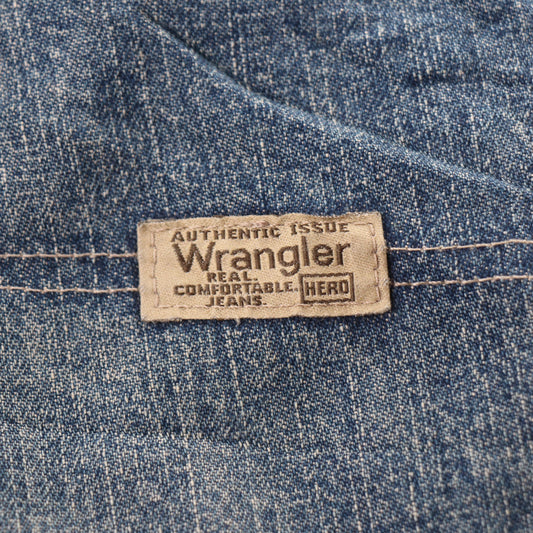 AUTHENTIC ISSUE
Wrangler
REAL.
COMFORTABLE.
JEANS.
HERO